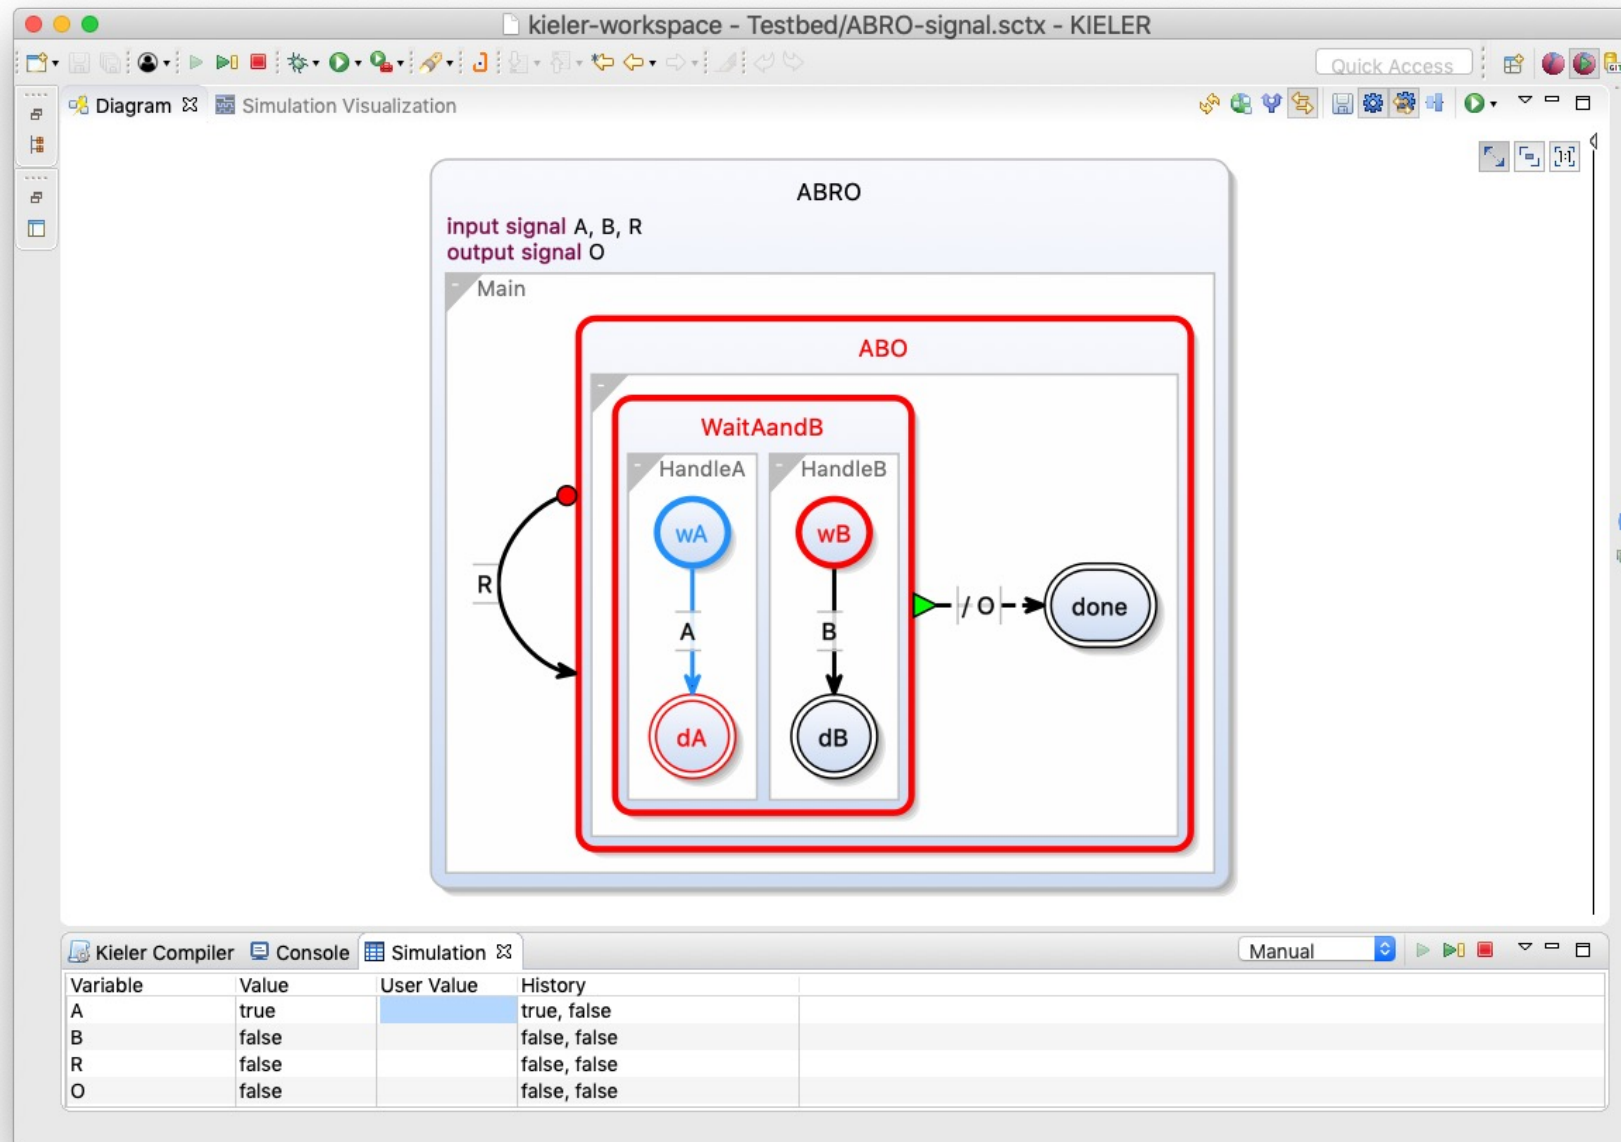 kieler-workspace - Testbed/ABRO-signal.sctx - KIELER
Quick Access
Diagram Simulation Visualization
ABRO
input signal A, B, R
output signal O
Main
ABO
WaitAandB
HandleA HandleB
wA wB
R
/ O done
A B
dA dB
Kieler Compiler Console Simulation Manual
Variable Value User Value History
A true true, false
B false false, false
R false false, false
O false false, false